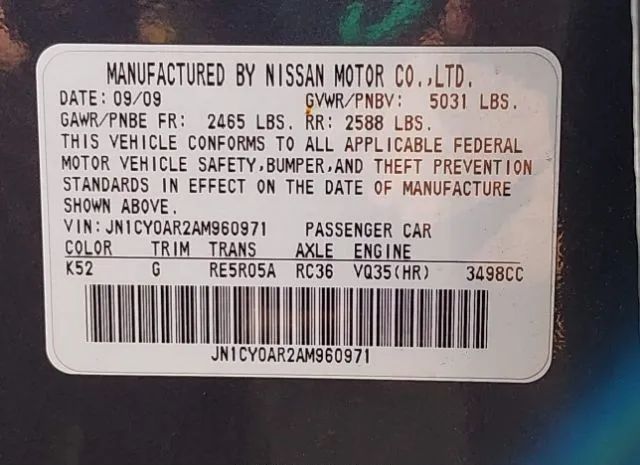 MANUFACTURED BY NISSAN MOTOR CO.,LTD.
DATE: 09/09 GVWR/PNBV: 5031 LBS.
GAWR/PNBE FR: 2465 LBS. RR: 2588 LBS.
THIS VEHICLE CONFORMS TO ALL APPLICABLE FEDERAL
MOTOR VEHICLE SAFETY,BUMPER,AND THEFT PREVENTION
STANDARDS IN EFFECT ON THE DATE OF MANUFACTURE
SHOWN ABOVE.
VIN: JN1CY0AR2AM960971 PASSENGER CAR
COLOR TRIM TRANS AXLE ENGINE
K52 G RE5R05A RC36 VQ35(HR) 3498CC
JN1CY0AR2AM960971